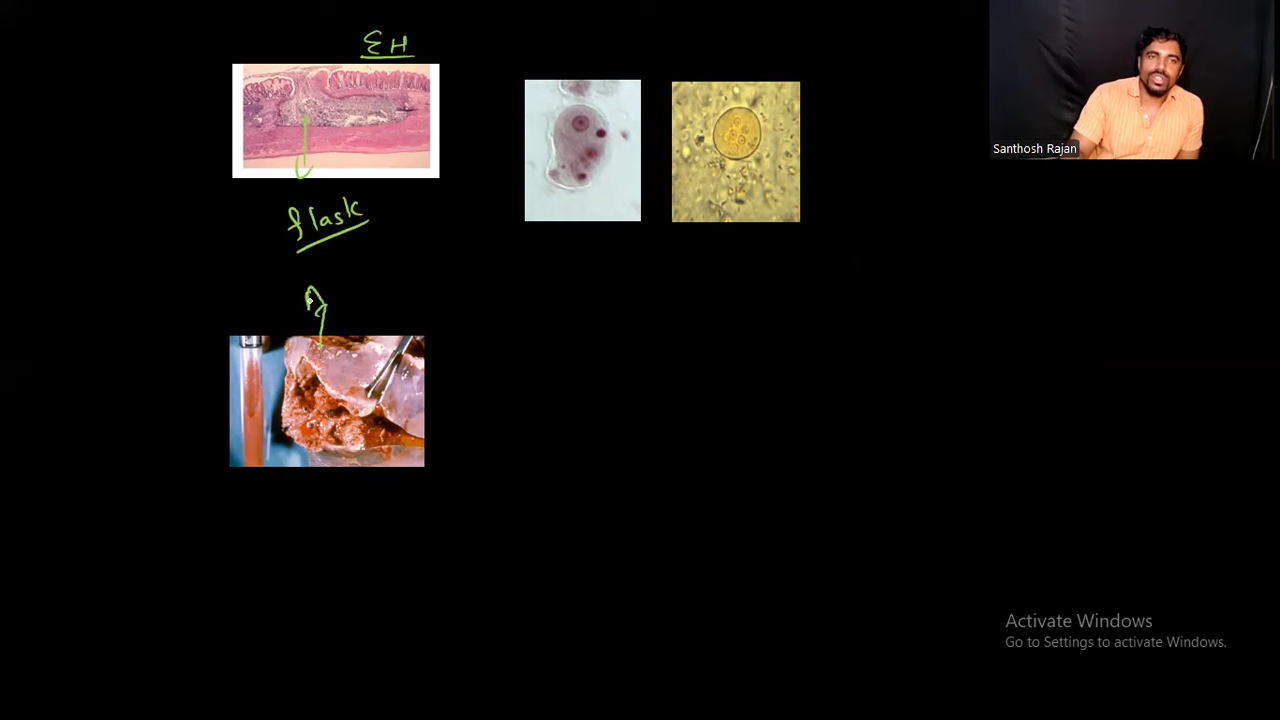 EH
Santhosh Rajan
flask
Activate Windows
Go to Settings to activate Windows.